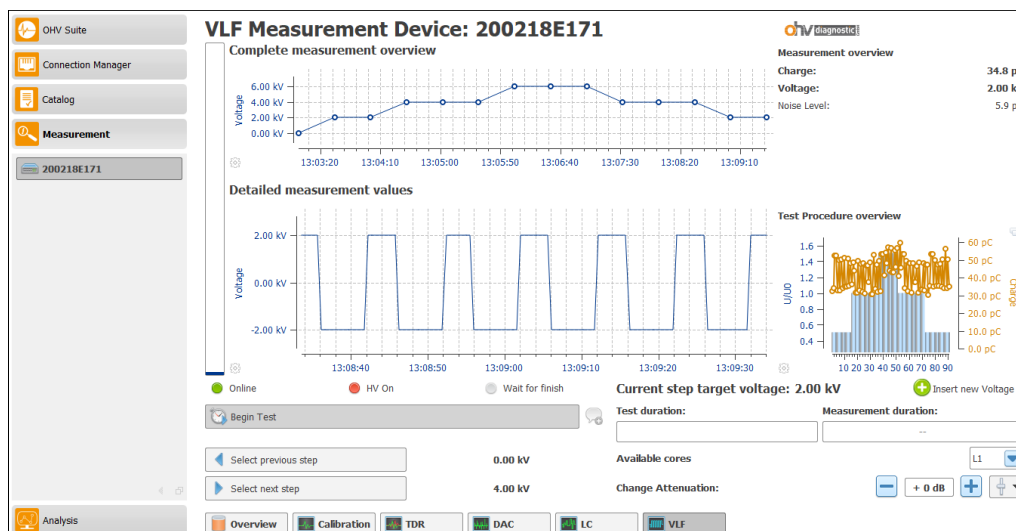 OHV Suite
Connection Manager
Catalog
Measurement
200218E171
Analysis
VLF Measurement Device: 200218E171
Complete measurement overview
Voltage
6.00 kV
4.00 kV
2.00 kV
0.00 kV
13:03:20 13:04:10 13:05:00 13:05:50 13:06:40 13:07:30 13:08:20 13:09:10
Detailed measurement values
Voltage
2.00 kV
0.00 kV
-2.00 kV
13:08:40 13:08:50 13:09:00 13:09:10 13:09:20 13:09:30
ohv diagnostic
Measurement overview
Charge: 34.8 p
Voltage: 2.00 k
Noise Level: 5.9 p
Test Procedure overview
U/U0
1.6
1.4
1.2
1.0
0.8
0.6
0.4
60 pC
50 pC
40.0 pC
30.0 pC
20.0 pC
10.0 pC
0.0 pC
Charge
10 20 30 40 50 60 70 80 90
Online HV On Wait for finish
Current step target voltage: 2.00 kV
Insert new Voltage
Begin Test
Test duration: Measurement duration:
--
Select previous step 0.00 kV
Available cores L1
Select next step 4.00 kV
Change Attenuation: + 0 dB
Overview Calibration TDR DAC LC VLF